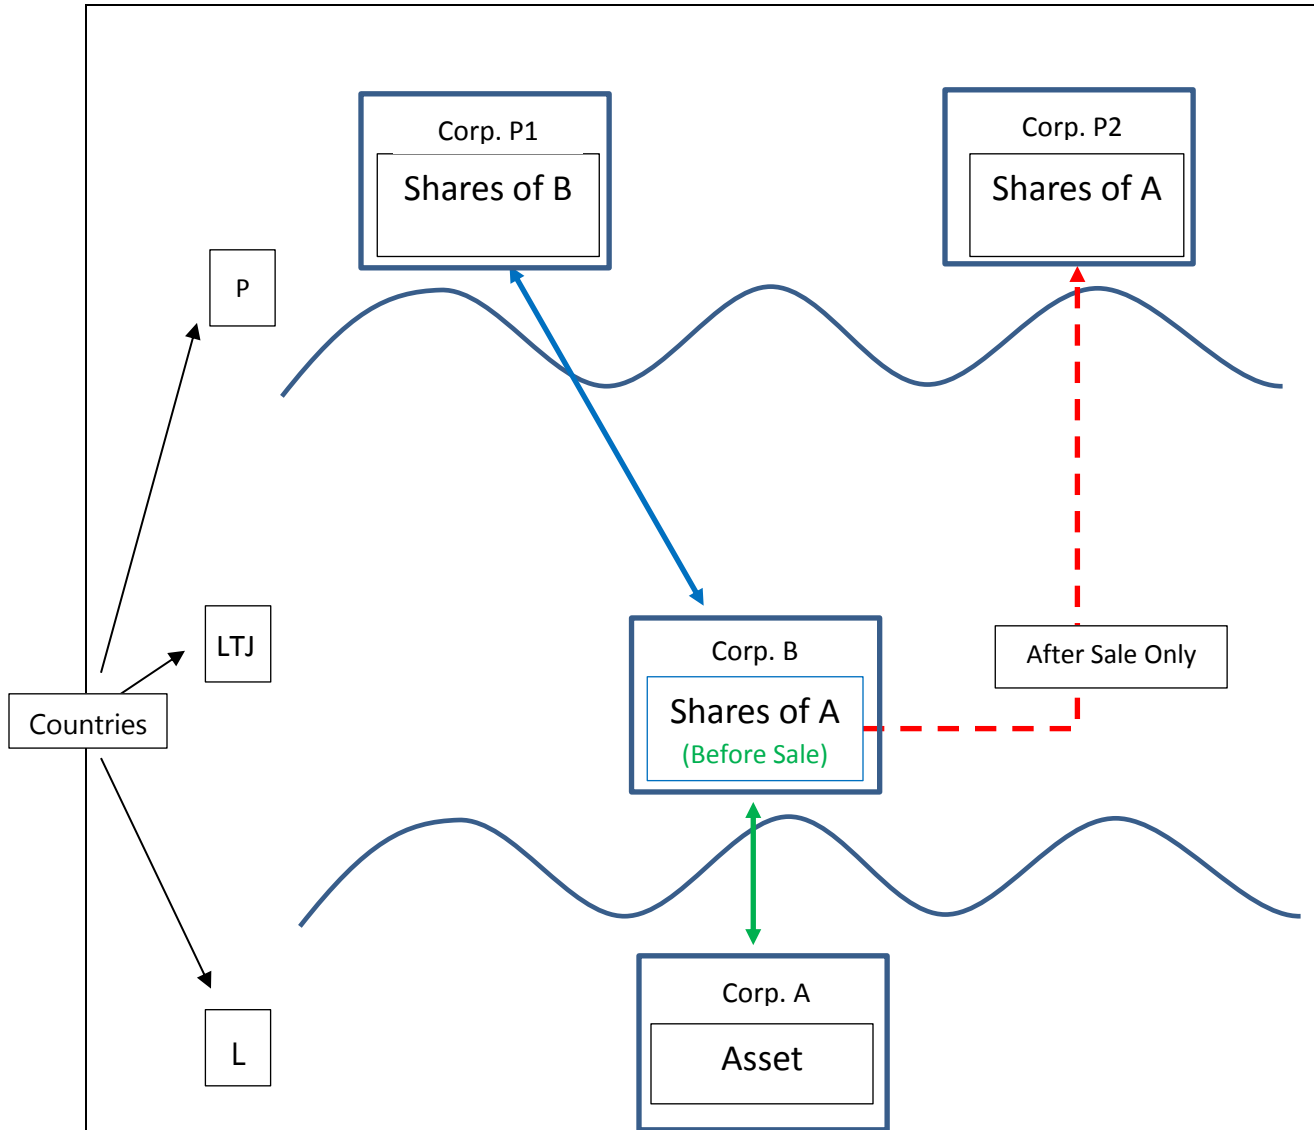 Corp. P1
Shares of B
Corp. P2
Shares of A
P
LTJ
Countries
Corp. B
Shares of A
(Before Sale)
After Sale Only
Corp. A
Asset
L